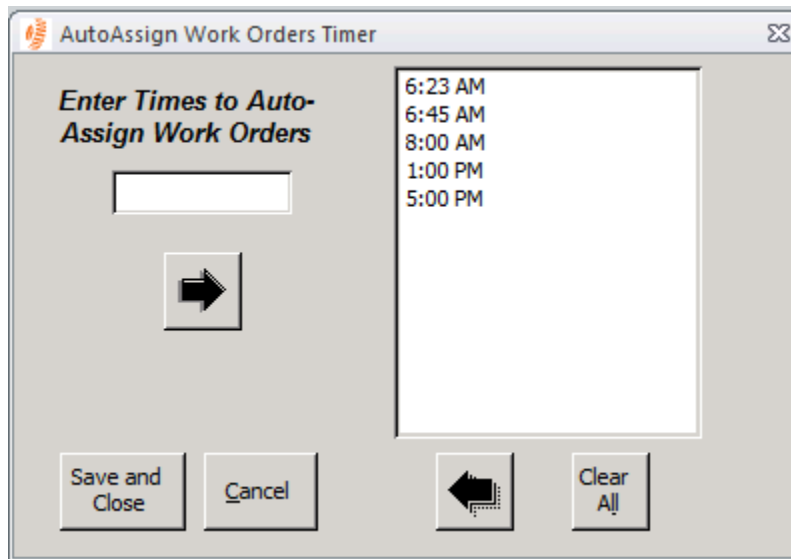 AutoAssign Work Orders Timer
Enter Times to Auto-
Assign Work Orders
6:23 AM
6:45 AM
8:00 AM
1:00 PM
5:00 PM
Save and
Close
Cancel
Clear
All